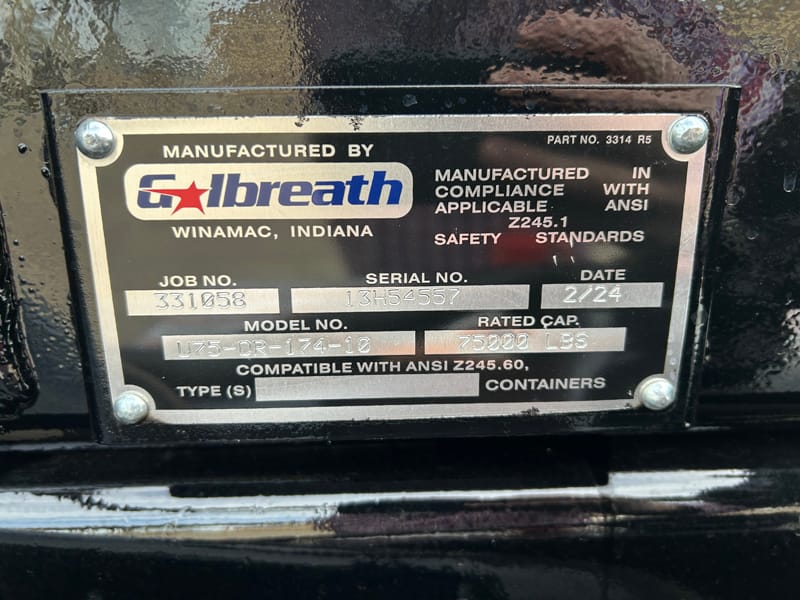 PART NO. 3314 R5
MANUFACTURED BY
Galbreath
WINAMAC, INDIANA
MANUFACTURED IN
COMPLIANCE WITH
APPLICABLE ANSI
Z245.1
SAFETY STANDARDS
JOB NO. SERIAL NO. DATE
331058 13H54557 2/24
MODEL NO. RATED CAP.
U75-OR-174-10 75000 LBS
COMPATIBLE WITH ANSI Z245.60,
TYPE (S) CONTAINERS